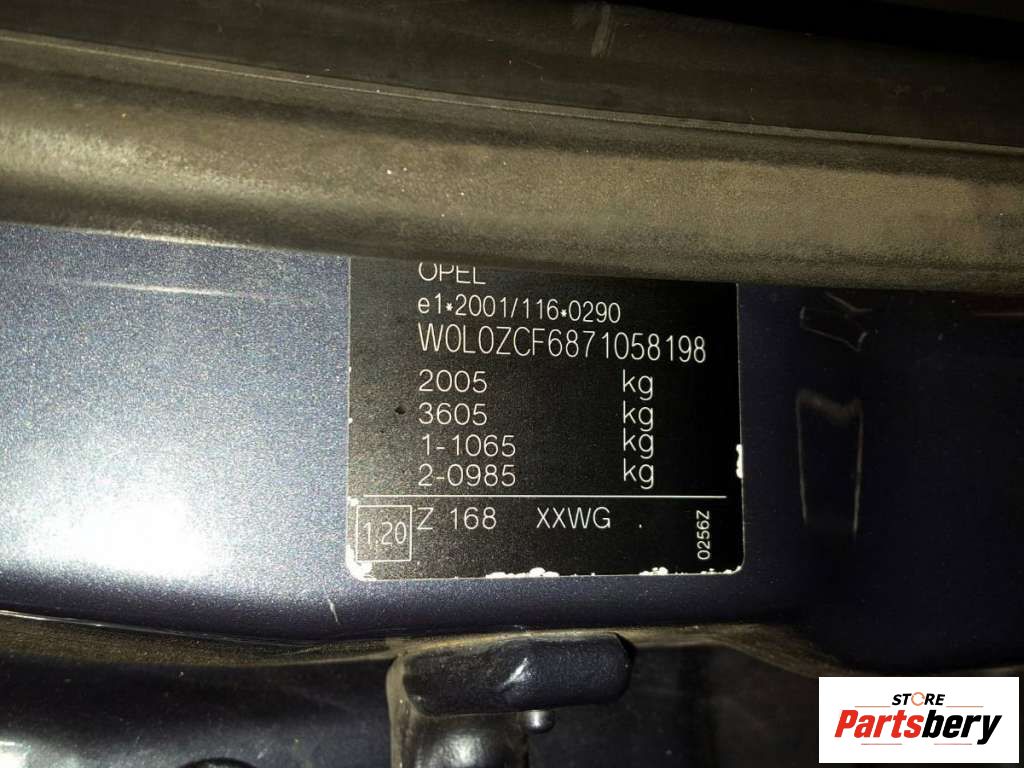 OPEL
e1*2001/116*0290
W0L0ZCF6871058198
2005 kg
3605 kg
1-1065 kg
2-0985 kg
1.20 Z 168 XXWG .
0256Z
STORE
Partsbery